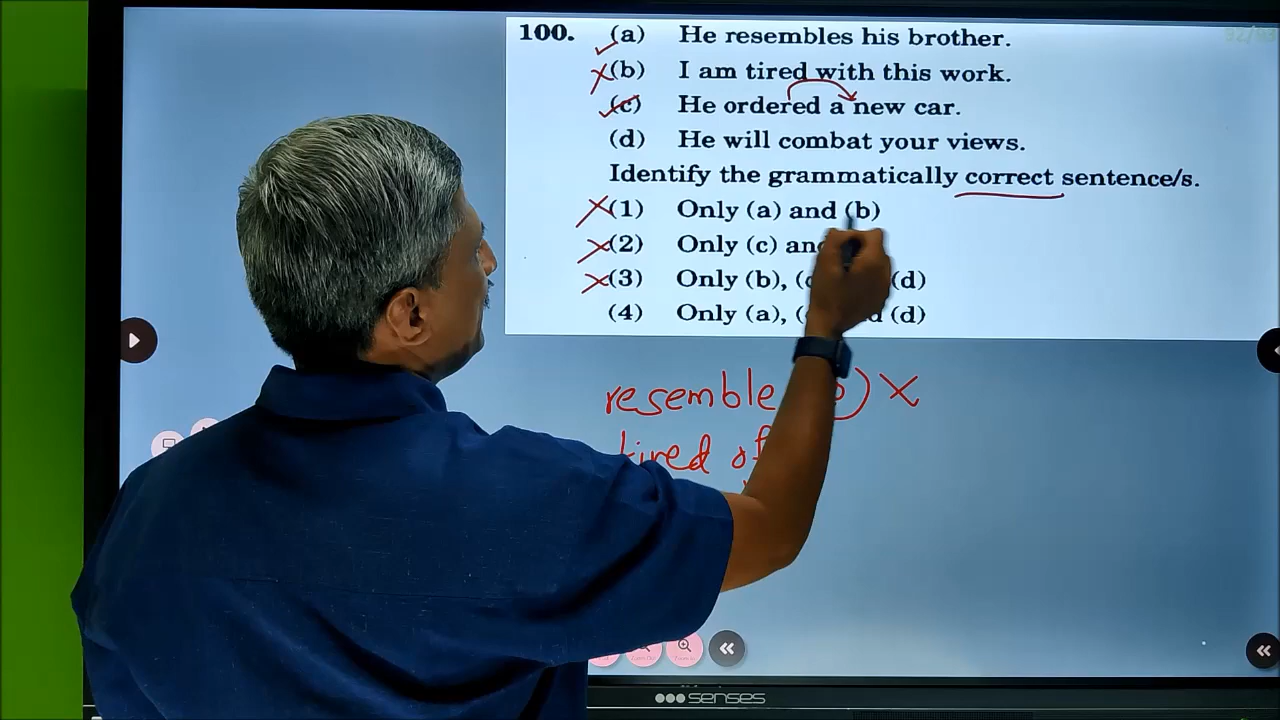 100. (a) He resembles his brother.
(b) I am tired with this work.
(c) He ordered a new car.
(d) He will combat your views.
Identify the grammatically correct sentence/s.
(1) Only (a) and (b)
(2) Only (c)
(3) Only (b), (d)
(4) Only (a), (d)
resemble
tired of
senses